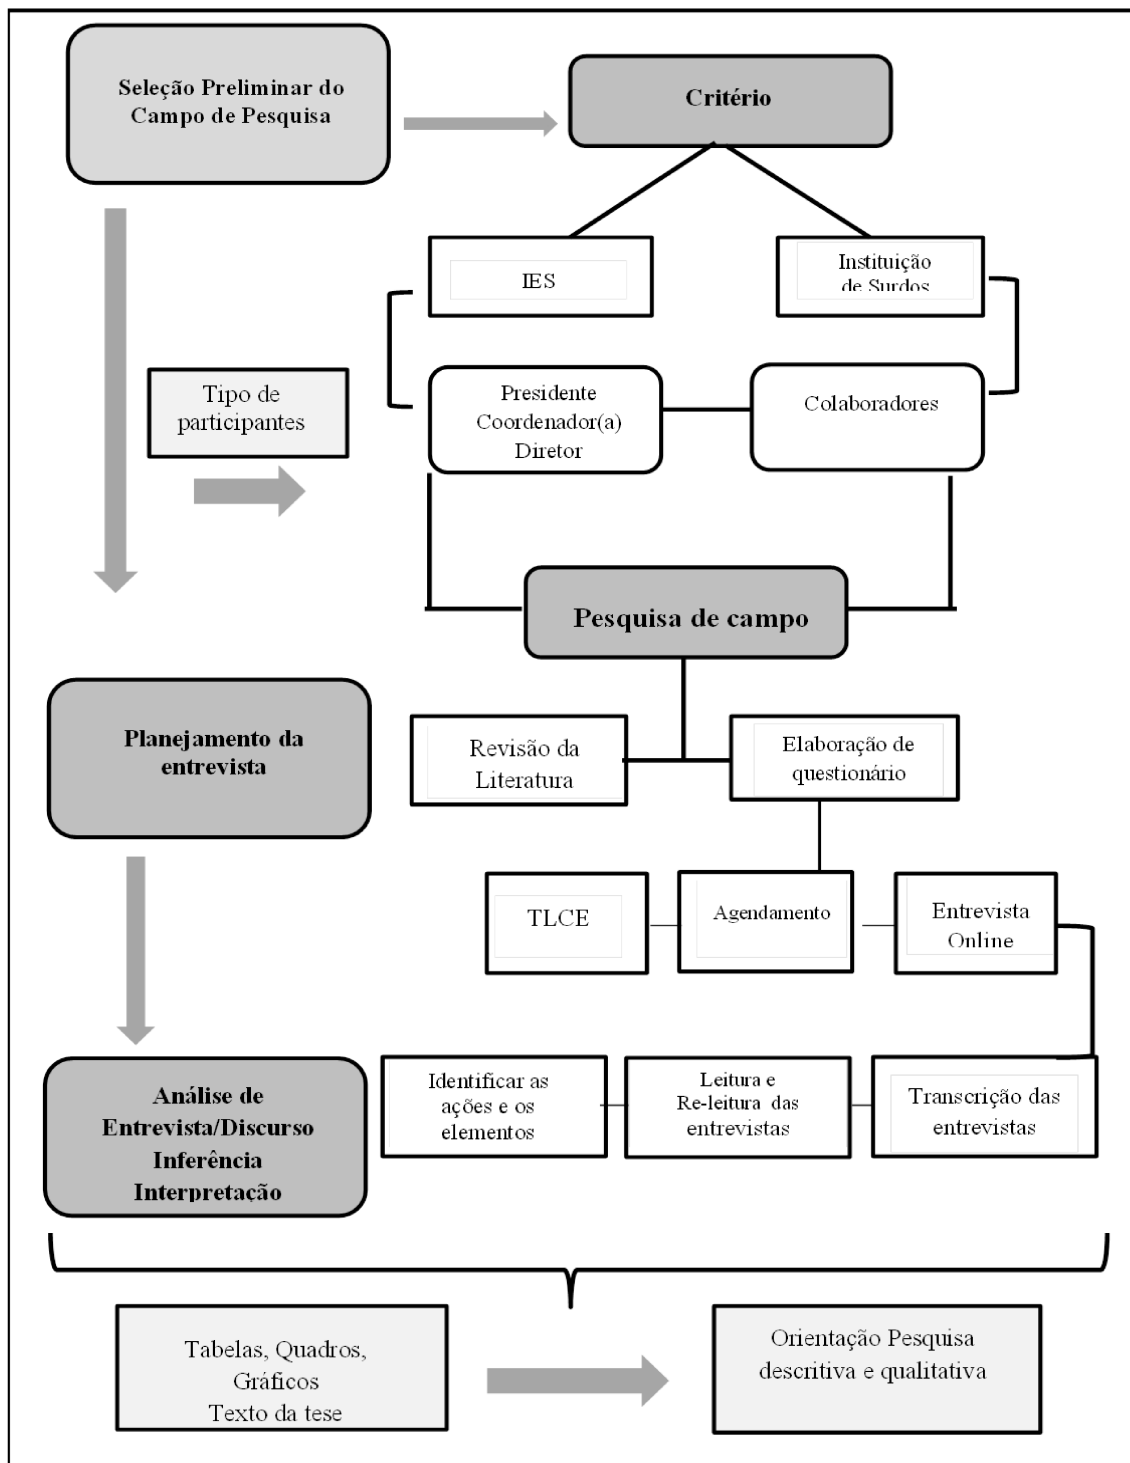 Seleção Preliminar do
Campo de Pesquisa
Critério
IES
Instituição
de Surdos
Tipo de
participantes
Presidente
Coordenador(a)
Diretor
Colaboradores
Pesquisa de campo
Planejamento da
entrevista
Revisão da
Literatura
Elaboração de
questionário
TLCE
Agendamento
Entrevista
Online
Análise de
Entrevista/Discurso
Inferência
Interpretação
Identificar as
ações e os
elementos
Leitura e
Re-leitura das
entrevistas
Transcrição das
entrevistas
Tabelas, Quadros,
Gráficos
Texto da tese
Orientação Pesquisa
descritiva e qualitativa